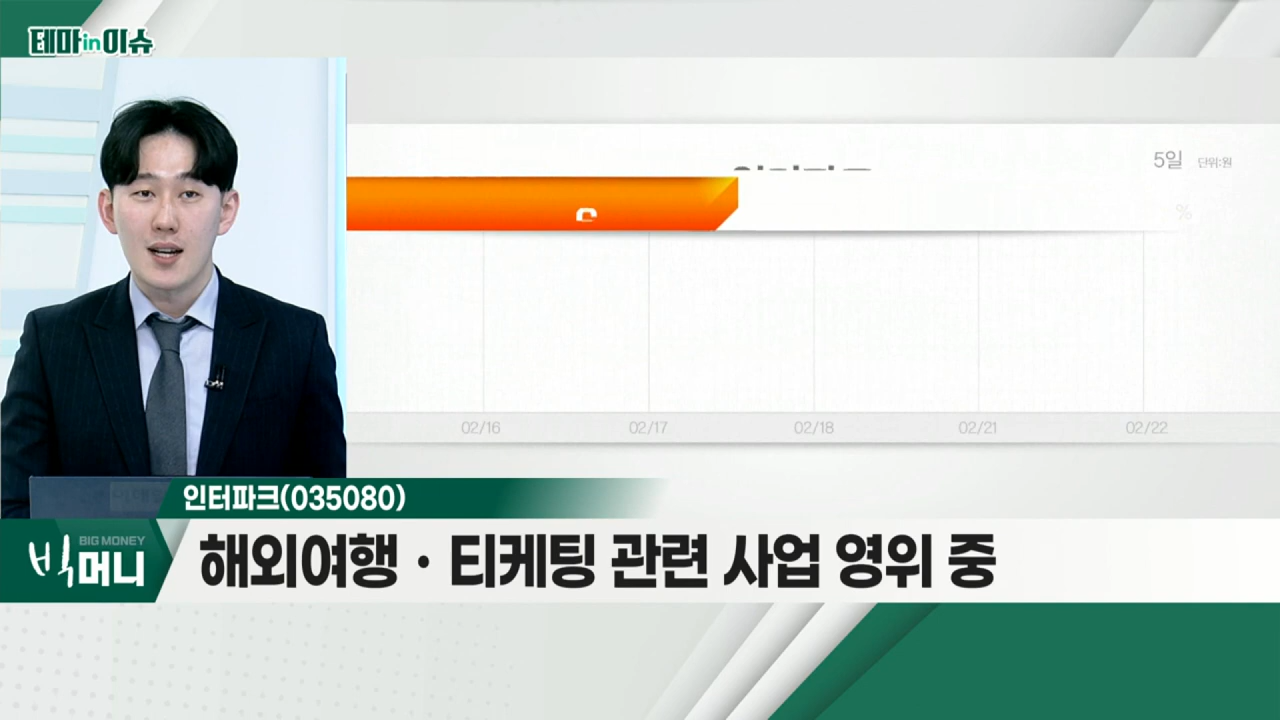 테마in이슈
5일 단위:원
%
02/16 02/17 02/18 02/21 02/22
인터파크(035080)
BIG MONEY
빅머니
해외여행·티케팅 관련 사업 영위 중